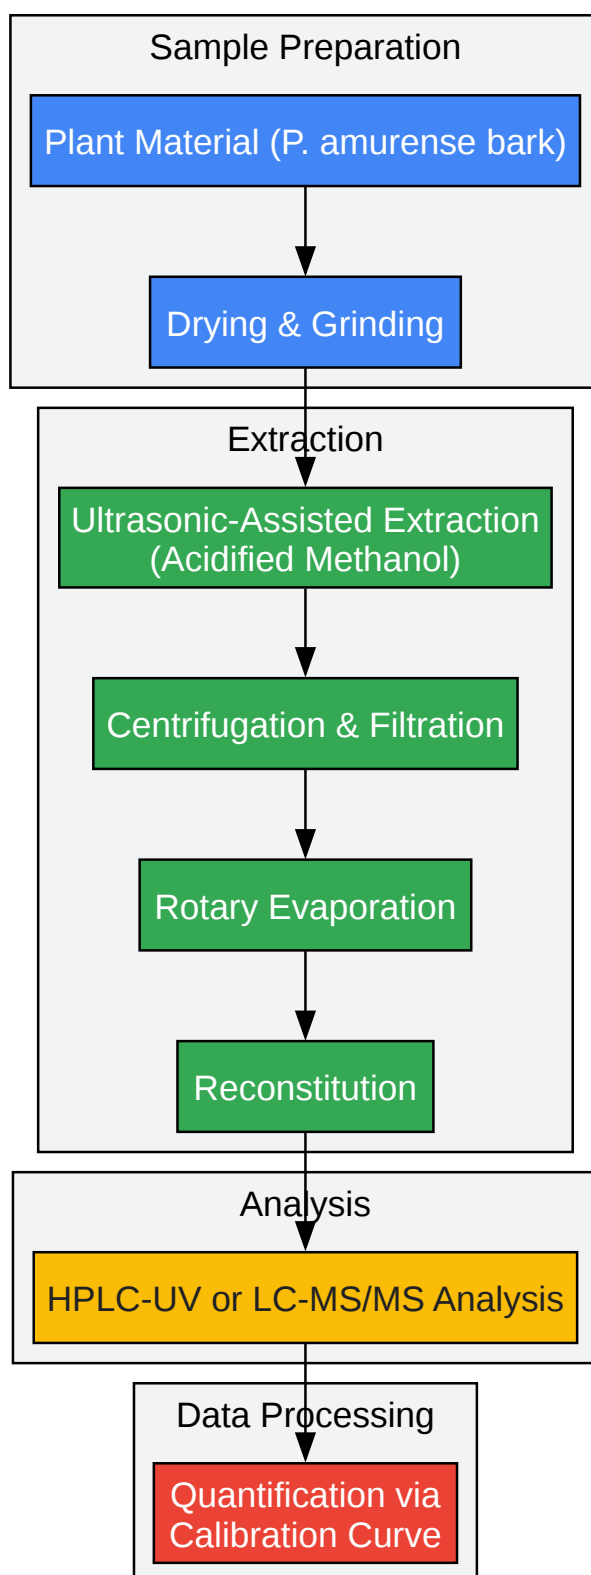 Sample Preparation
Plant Material (P. amurense bark)
Drying & Grinding
Extraction
Ultrasonic-Assisted Extraction
(Acidified Methanol)
Centrifugation & Filtration
Rotary Evaporation
Reconstitution
Analysis
HPLC-UV or LC-MS/MS Analysis
Data Processing
Quantification via
Calibration Curve